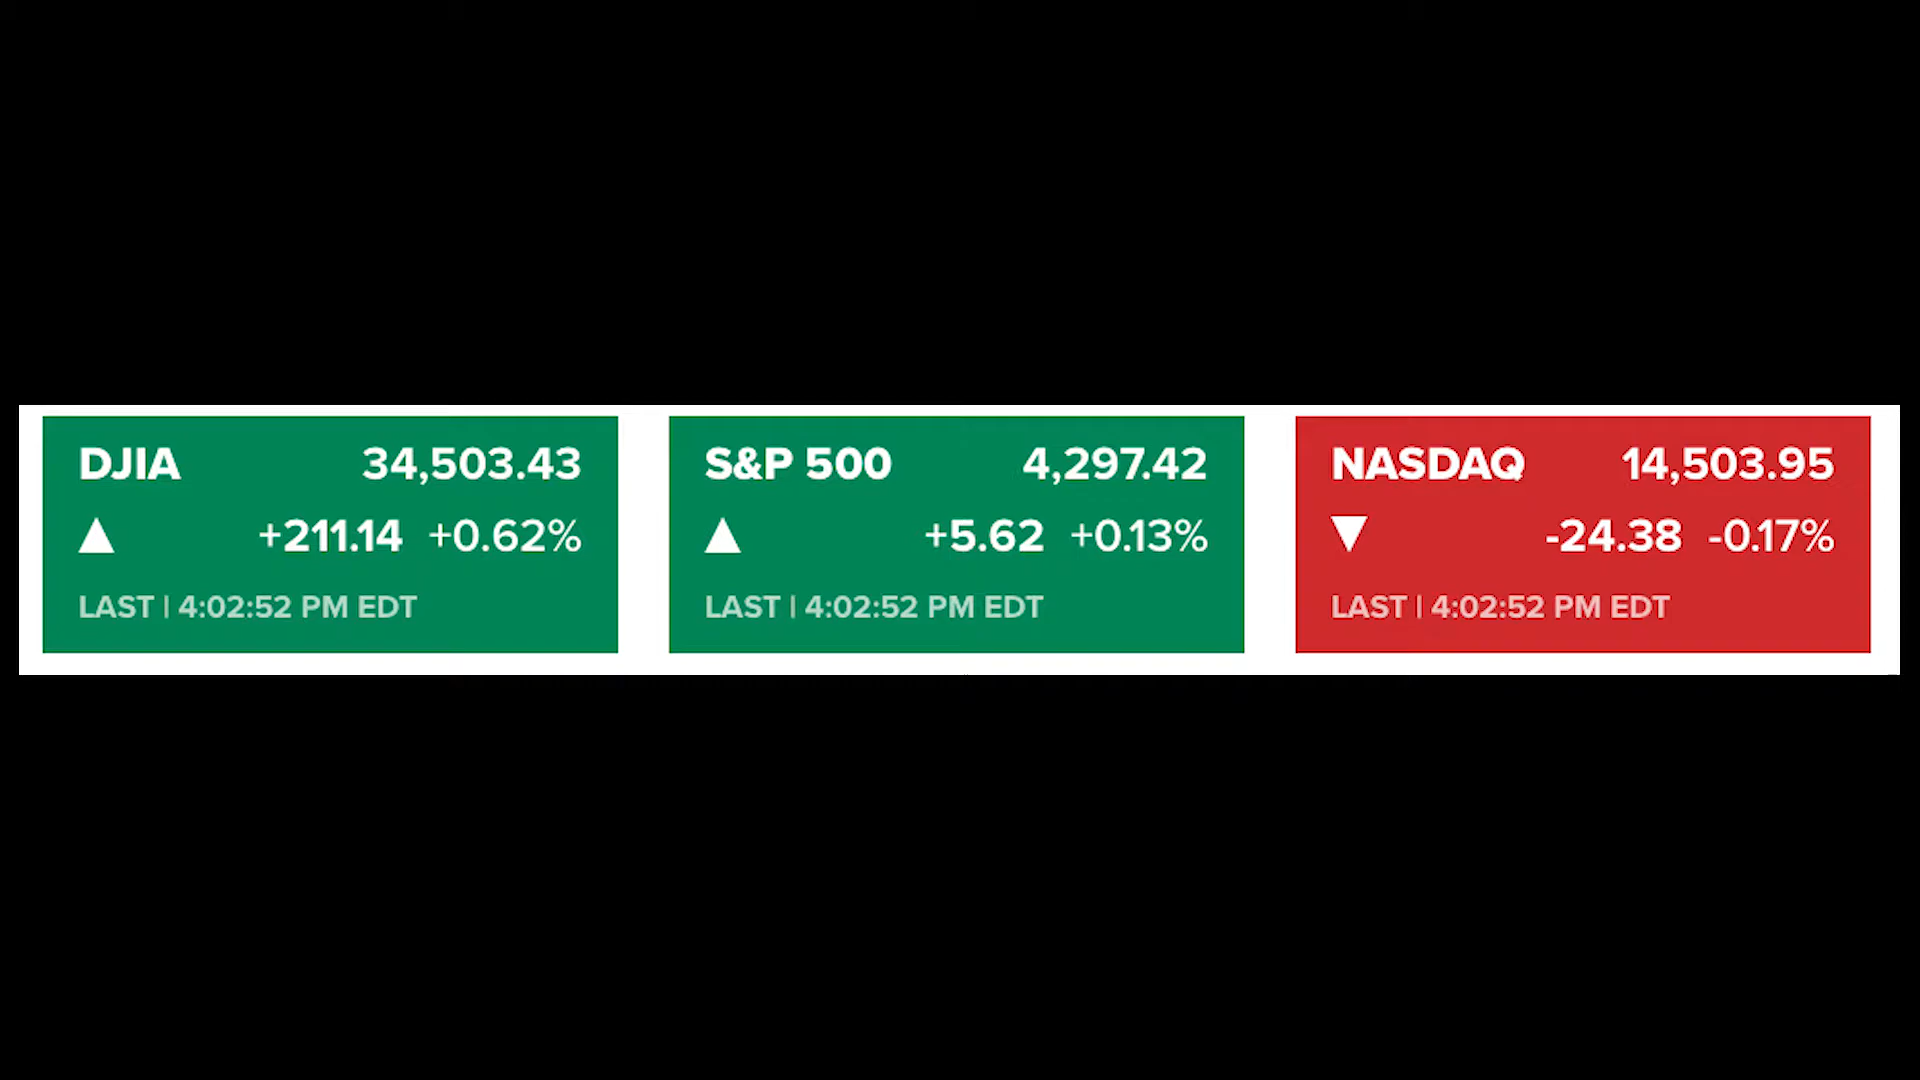 DJIA 34,503.43
▲ +211.14 +0.62%
LAST | 4:02:52 PM EDT
S&P 500 4,297.42
▲ +5.62 +0.13%
LAST | 4:02:52 PM EDT
NASDAQ 14,503.95
▼ -24.38 -0.17%
LAST | 4:02:52 PM EDT